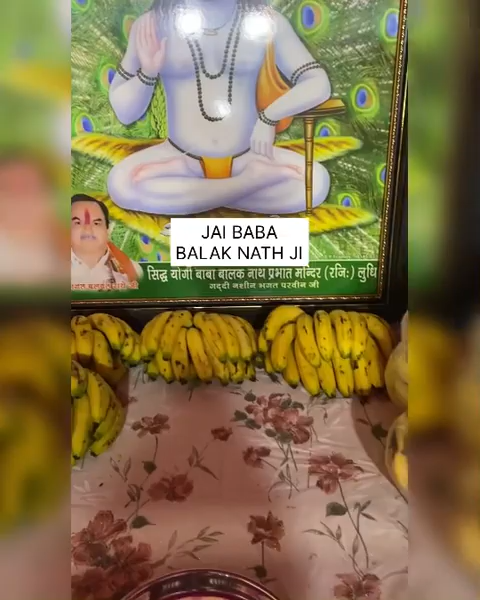 JAI BABA
BALAK NATH JI
सिद्ध योगी बाबा बालक नाथ प्रभात मन्दिर (रजि:) लुधि
गद्दी नशीन भगत परवीन जी